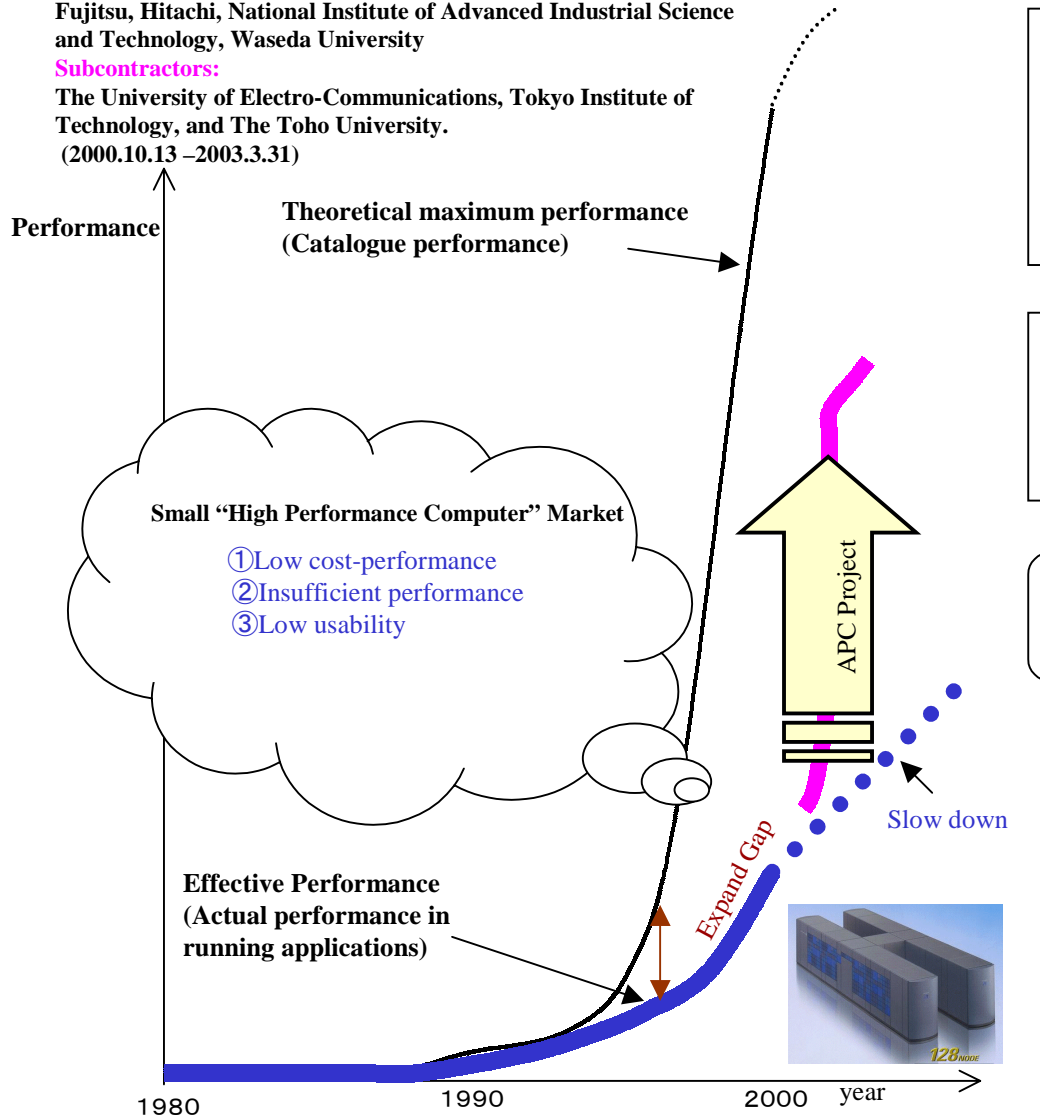 Fujitsu, Hitachi, National Institute of Advanced Industrial Science
and Technology, Waseda University
Subcontractors:
The University of Electro-Communications, Tokyo Institute of
Technology, and The Toho University.
(2000.10.13 –2003.3.31)
Performance
Theoretical maximum performance
(Catalogue performance)
Small “High Performance Computer” Market
①Low cost-performance
②Insufficient performance
③Low usability
APC Project
Slow down
Expand Gap
Effective Performance
(Actual performance in
running applications)
128NODE
1980
1990
2000
year